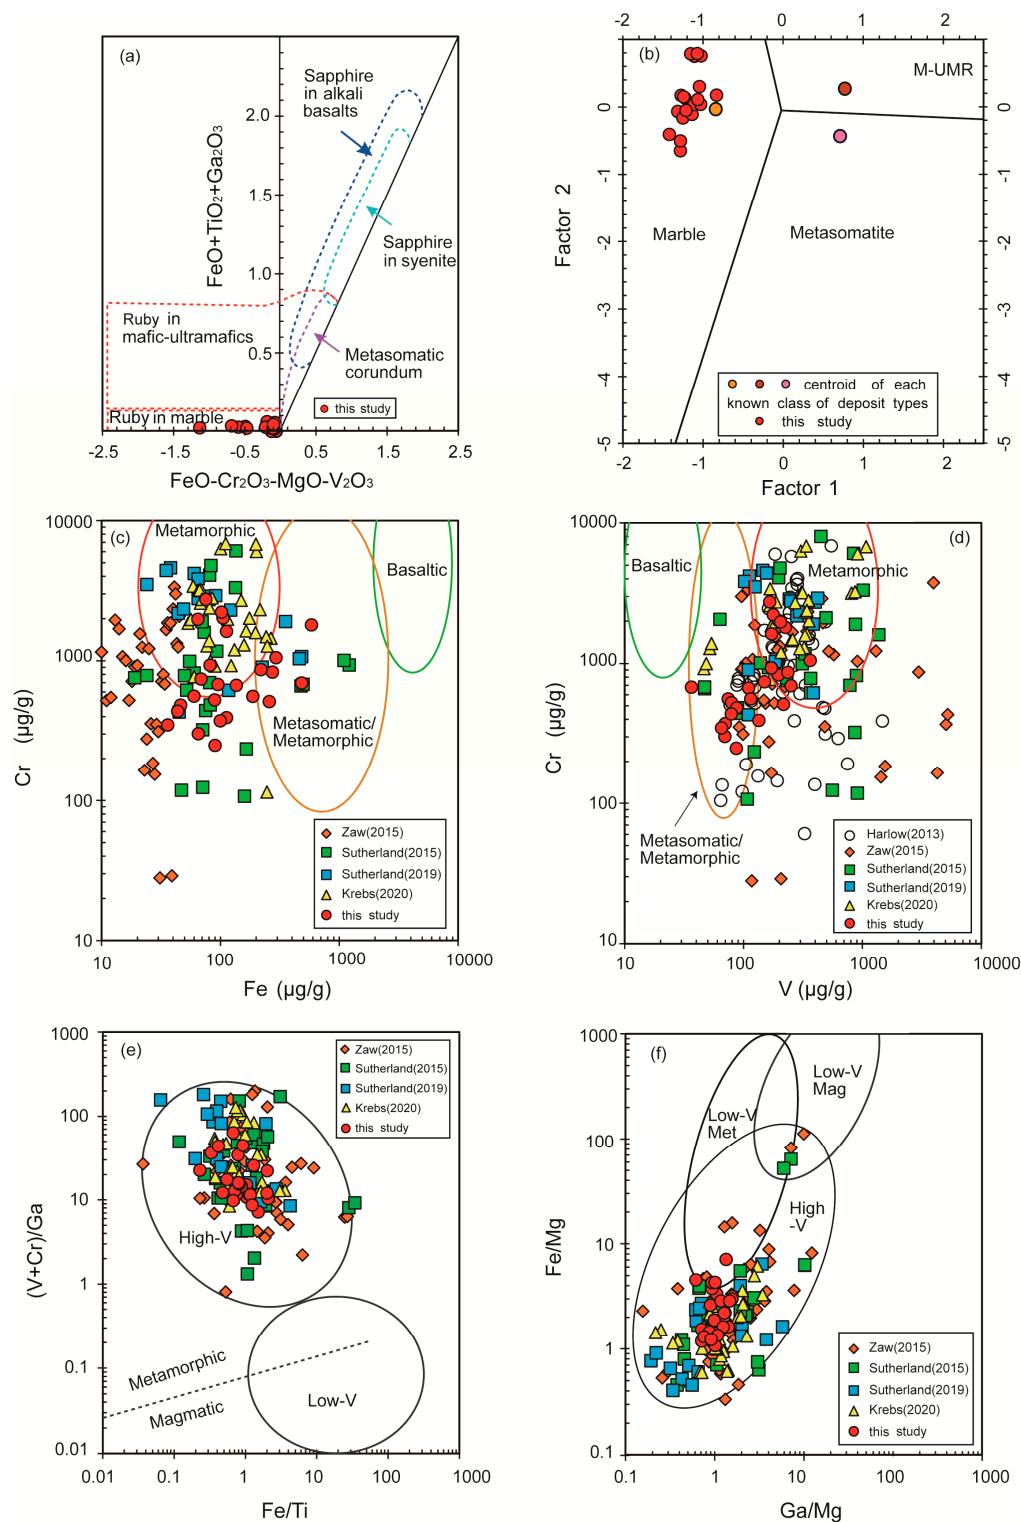 (a)
Sapphire
in alkali
basalts
Sapphire
in syenite
Ruby in
mafic-ultramafics
Metasomatic
corundum
Ruby in marble
this study
2.0
1.5
1.0
0.5
FeO+TiO2+Ga2O3
-2.5 -1.5 -0.5 0.5 1.5 2.5
FeO-Cr2O3-MgO-V2O3
-2 -1 0 1 2
(b)
M-UMR
Marble
Metasomatite
centroid of each
known class of deposit types
this study
0
-1
-2
-3
-4
-5
0
-1
-2
-3
-4
-5
Factor 2
-2 -1 0 1 2
Factor 1
10000
1000
100
10
Cr (µg/g)
(c)
Metamorphic
Basaltic
Metasomatic/
Metamorphic
Zaw(2015)
Sutherland(2015)
Sutherland(2019)
Krebs(2020)
this study
10 100 1000 10000
Fe (µg/g)
10000
1000
100
10
Cr (µg/g)
(d)
Basaltic
Metamorphic
Metasomatic/
Metamorphic
Harlow(2013)
Zaw(2015)
Sutherland(2015)
Sutherland(2019)
Krebs(2020)
this study
10 100 1000 10000
V (µg/g)
1000
100
10
1
0.1
0.01
(V+Cr)/Ga
(e)
Zaw(2015)
Sutherland(2015)
Sutherland(2019)
Krebs(2020)
this study
High-V
Metamorphic
Magmatic
Low-V
0.01 0.1 1 10 100 1000
Fe/Ti
1000
100
10
1
0.1
Fe/Mg
(f)
Low-V
Mag
Low-V
Met
High
-V
Zaw(2015)
Sutherland(2015)
Sutherland(2019)
Krebs(2020)
this study
0.1 1 10 100 1000
Ga/Mg